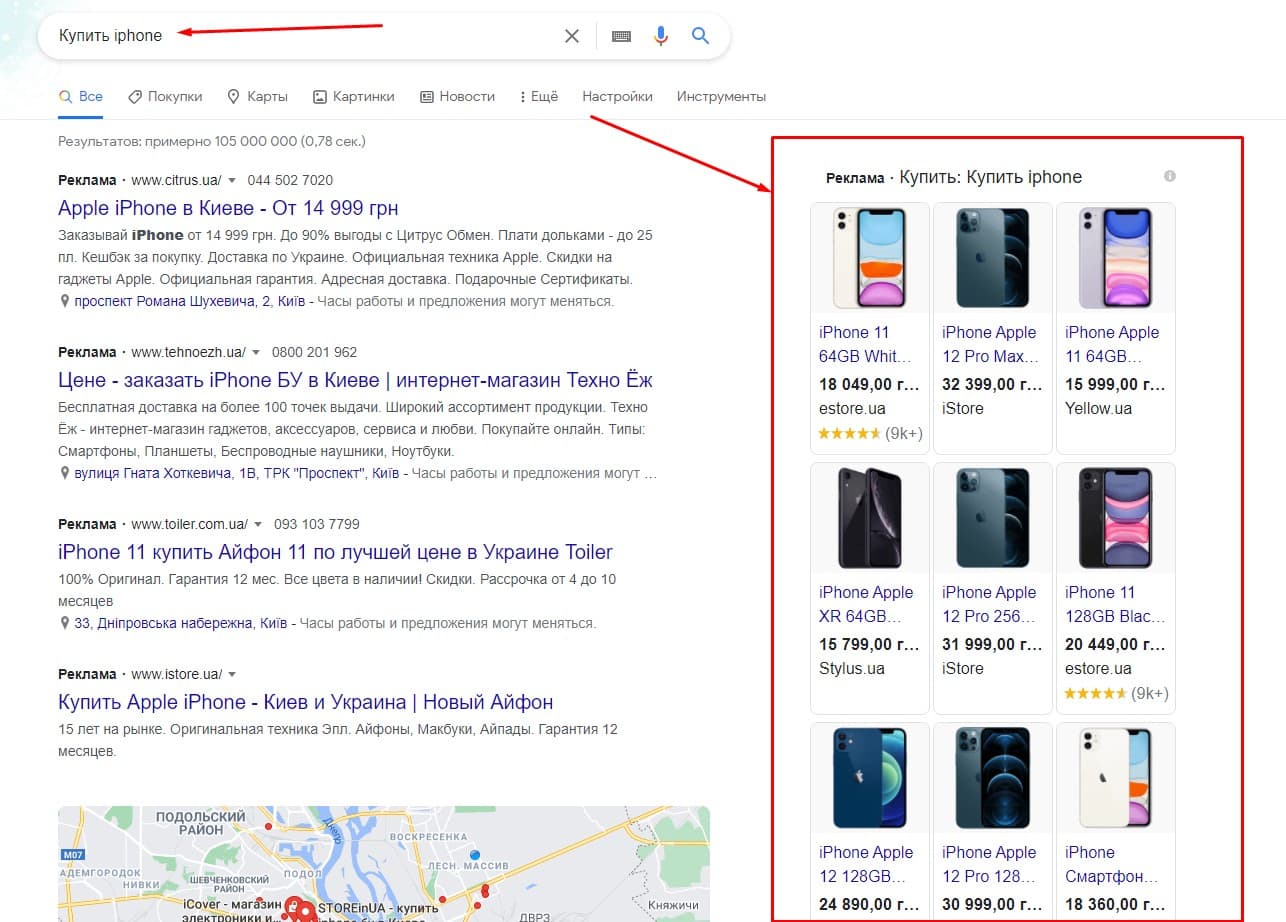 Купить iphone
Все
Покупки
Карты
Картинки
Новости
Ещё
Настройки
Инструменты
Результатов: примерно 105 000 000 (0,78 сек.)
Реклама · www.citrus.ua/ 044 502 7020
Apple iPhone в Киеве - От 14 999 грн
Заказывай iPhone от 14 999 грн. До 90% выгоды с Цитрус Обмен. Плати дольками - до 25
пл. Кешбэк за покупку. Доставка по Украине. Официальная техника Apple. Скидки на
гаджеты Apple. Официальная гарантия. Адресная доставка. Подарочные Сертификаты.
проспект Романа Шухевича, 2, Київ - Часы работы и предложения могут меняться.
Реклама · www.tehnoezh.ua/ 0800 201 962
Цене - заказать iPhone БУ в Киеве | интернет-магазин Техно Ёж
Бесплатная доставка на более 100 точек выдачи. Широкий ассортимент продукции. Техно
Ёж - интернет-магазин гаджетов, аксессуаров, сервиса и любви. Покупайте онлайн. Типы:
Смартфоны, Планшеты, Беспроводные наушники, Ноутбуки.
вулиця Гната Хоткевича, 1В, ТРК "Проспект", Київ - Часы работы и предложения могут …
Реклама · www.toiler.com.ua/ 093 103 7799
iPhone 11 купить Айфон 11 по лучшей цене в Украине Toiler
100% Оригинал. Гарантия 12 мес. Все цвета в наличии! Скидки. Рассрочка от 4 до 10
месяцев
33, Дніпровська набережна, Київ - Часы работы и предложения могут меняться.
Реклама · www.istore.ua/
Купить Apple iPhone - Киев и Украина | Новый Айфон
15 лет на рынке. Оригинальная техника Элл. Айфоны, Макбуки, Айпады. Гарантия 12
месяцев.
ПОДОЛЬСКИЙ
РАЙОН
Днепр
ВОСКРЕСЕНКА
М07
АДЕМГОРОДОК
НИВКИ
ШЕВЧЕНКОВСКИЙ
РАЙОН
ПОДОЛ
ЛЕСН. МАССИВ
iCover - магазин
электроники и...
STOREinUA - купить
ДВРЗ
Княжичи
Реклама · Купить: Купить iphone
iPhone 11
64GB Whit…
18 049,00 г…
estore.ua
(9k+)
iPhone Apple
12 Pro Max…
32 399,00 г…
iStore
iPhone Apple
11 64GB…
15 999,00 г…
Yellow.ua
iPhone Apple
XR 64GB…
15 799,00 г…
Stylus.ua
iPhone Apple
12 Pro 256…
31 999,00 г…
iStore
iPhone 11
128GB Blac…
20 449,00 г…
estore.ua
(9k+)
iPhone Apple
12 128GB…
24 890,00 г…
iPhone Apple
12 Pro 128…
30 999,00 г…
iPhone
Смартфон…
18 360,00 г…